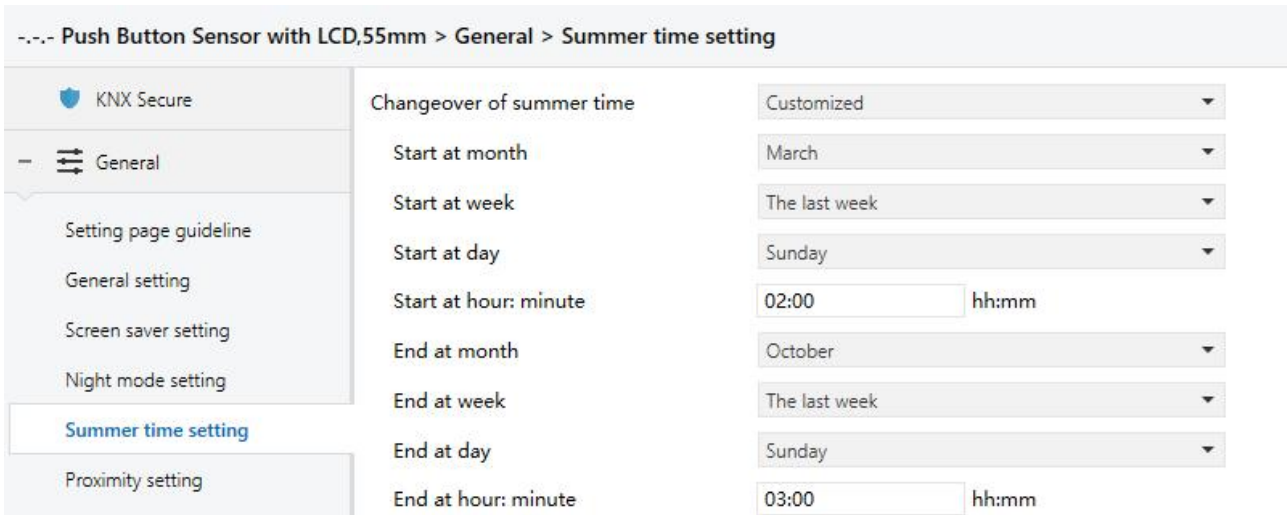 -.-.- Push Button Sensor with LCD,55mm > General > Summer time setting
KNX Secure
General
Setting page guideline
General setting
Screen saver setting
Night mode setting
Summer time setting
Proximity setting
Changeover of summer time Customized
Start at month March
Start at week The last week
Start at day Sunday
Start at hour: minute 02:00 hh:mm
End at month October
End at week The last week
End at day Sunday
End at hour: minute 03:00 hh:mm